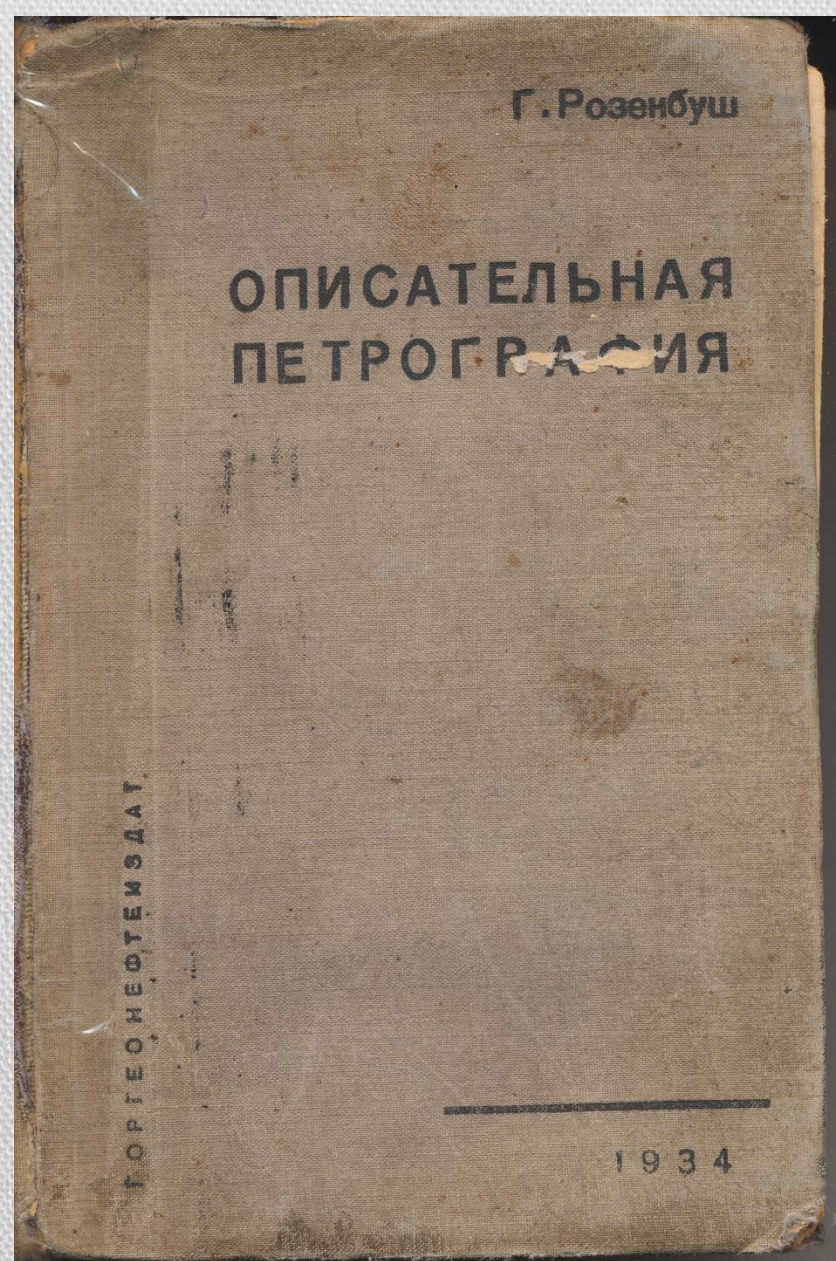 Г. Розенбуш
ОПИСАТЕЛЬНАЯ
ПЕТРОГРАФИЯ
ГОРГЕОНЕФТЕИЗДАТ
1934